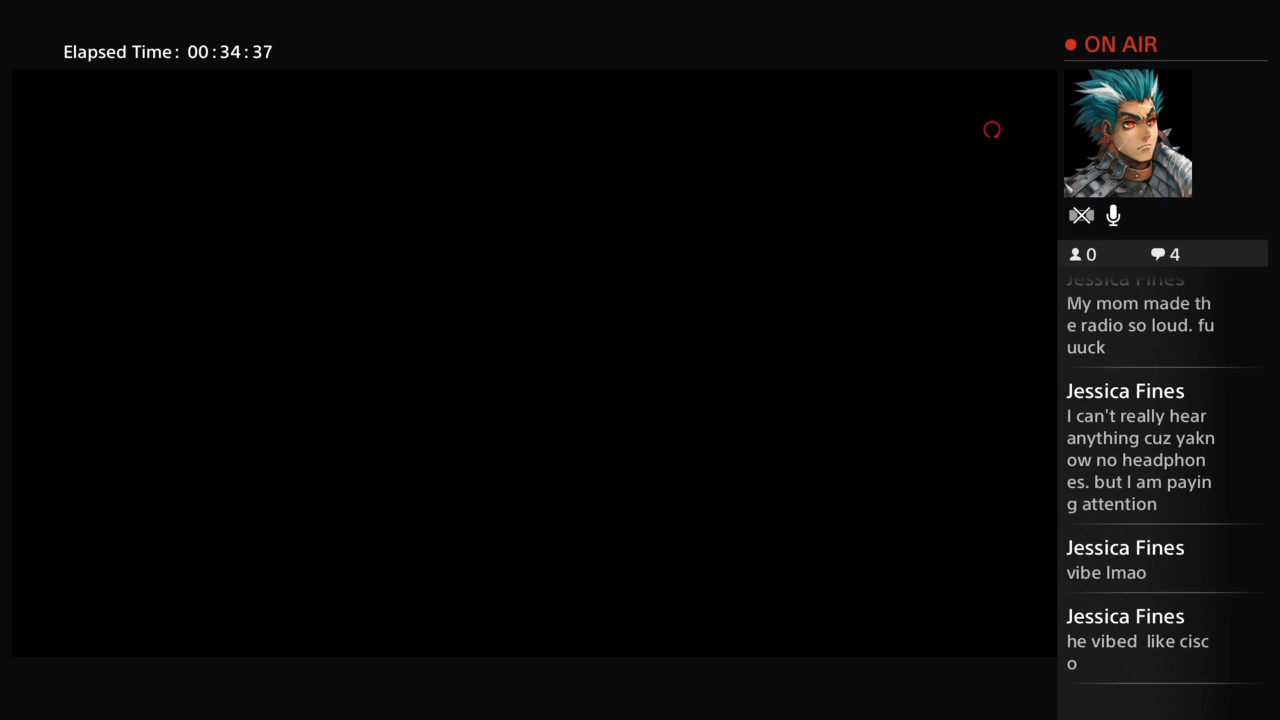 Elapsed Time: 00:34:37
ON AIR
0 4
Jessica Fines
My mom made th
e radio so loud. fu
uuck
Jessica Fines
I can't really hear
anything cuz yakn
ow no headphon
es. but I am payin
g attention
Jessica Fines
vibe lmao
Jessica Fines
he vibed  like cisc
o